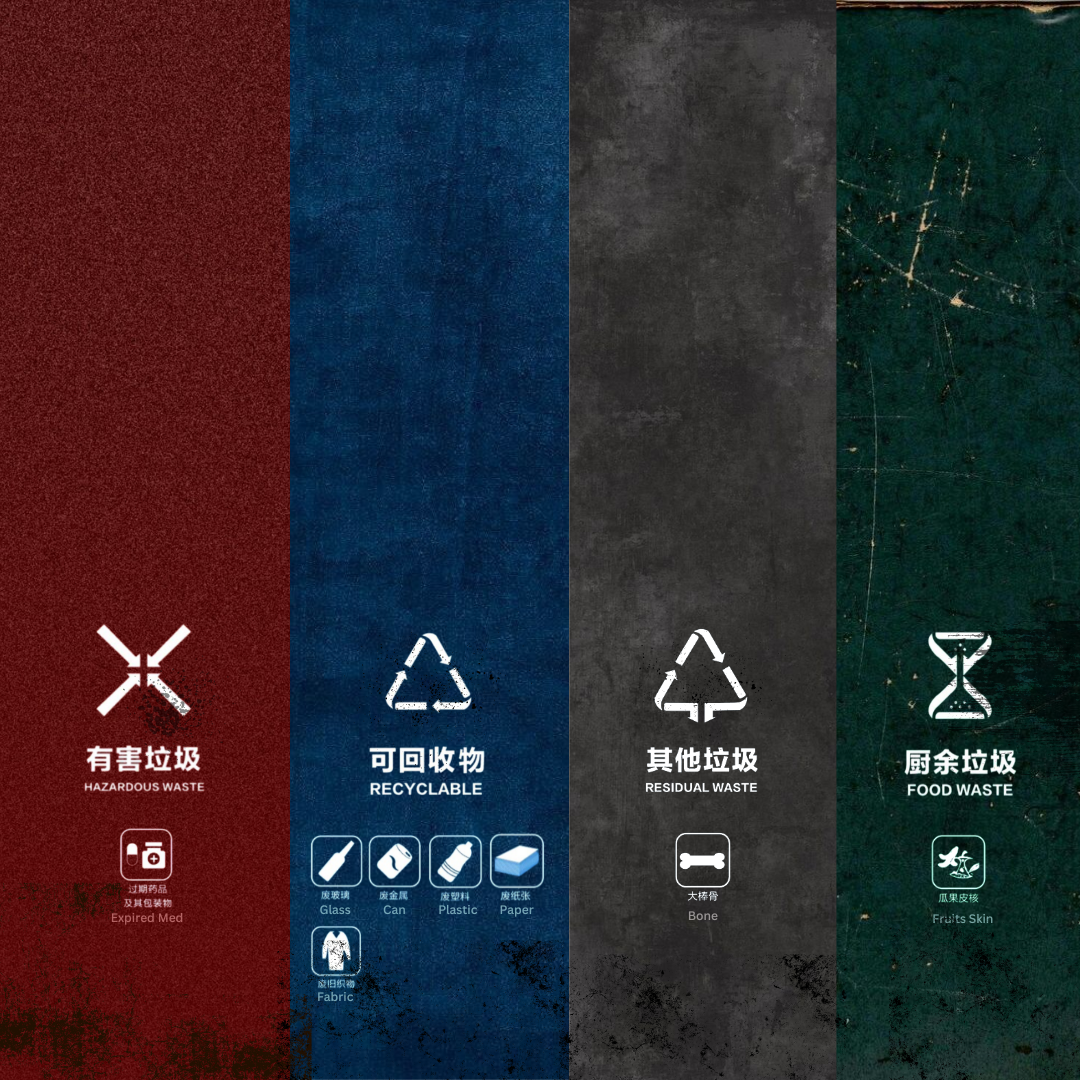 有害垃圾
HAZARDOUS WASTE
过期药品
及其包装物
Expired Med
可回收物
RECYCLABLE
废玻璃
Glass
废金属
Can
废塑料
Plastic
废纸张
Paper
废旧织物
Fabric
其他垃圾
RESIDUAL WASTE
大棒骨
Bone
厨余垃圾
FOOD WASTE
瓜果皮核
Fruits Skin